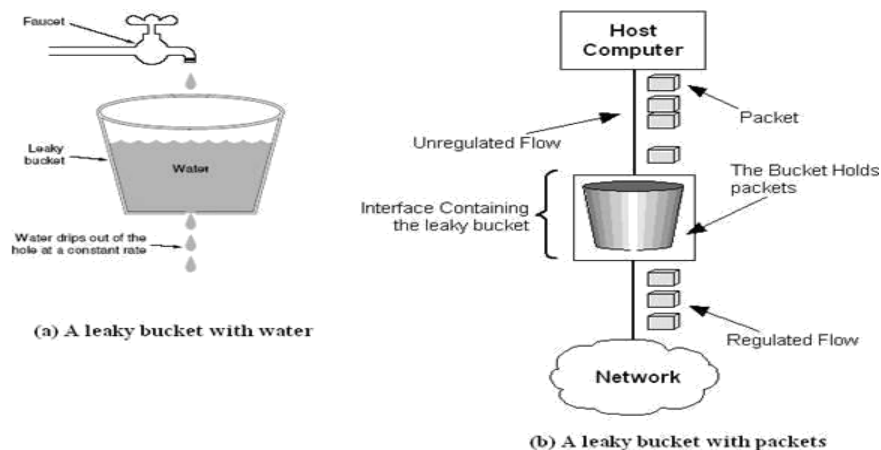 Faucet
Leaky
bucket
Water
Water drips out of the
hole at a constant rate
(a) A leaky bucket with water
Host
Computer
Packet
Unregulated Flow
The Bucket Holds
packets
Interface Containing
the leaky bucket
Regulated Flow
Network
(b) A leaky bucket with packets